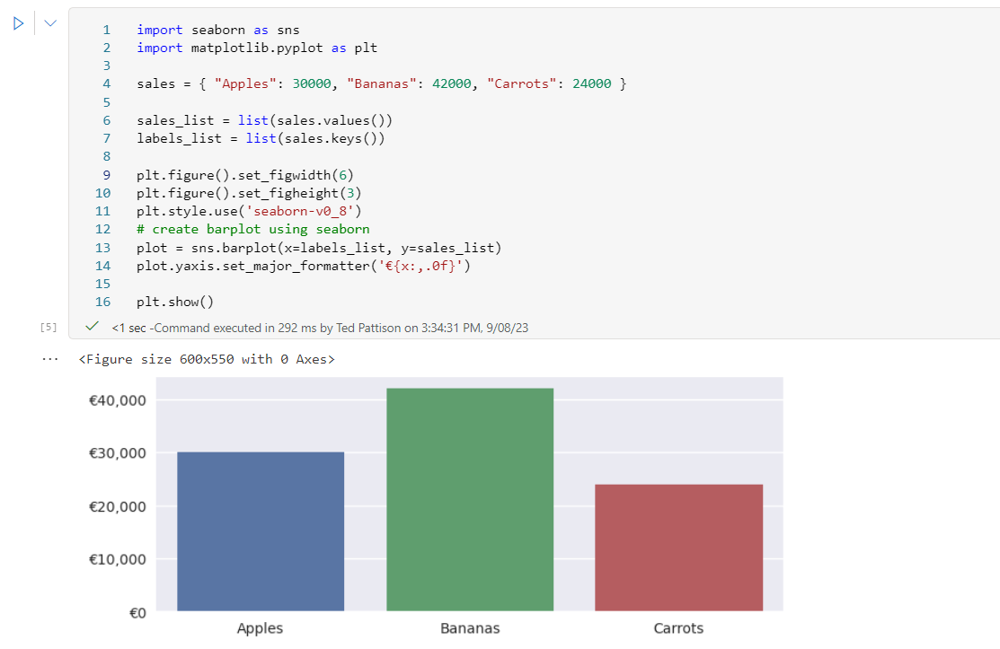 1 import seaborn as sns
2 import matplotlib.pyplot as plt
3
4 sales = { "Apples": 30000, "Bananas": 42000, "Carrots": 24000 }
5
6 sales_list = list(sales.values())
7 labels_list = list(sales.keys())
8
9 plt.figure().set_figwidth(6)
10 plt.figure().set_figheight(3)
11 plt.style.use('seaborn-v0_8')
12 # create barplot using seaborn
13 plot = sns.barplot(x=labels_list, y=sales_list)
14 plot.yaxis.set_major_formatter('€{x:,.0f}')
15
16 plt.show()
[5] <1 sec -Command executed in 292 ms by Ted Pattison on 3:34:31 PM, 9/08/23
... <Figure size 600x550 with 0 Axes>
€40,000
€30,000
€20,000
€10,000
€0
Apples Bananas Carrots